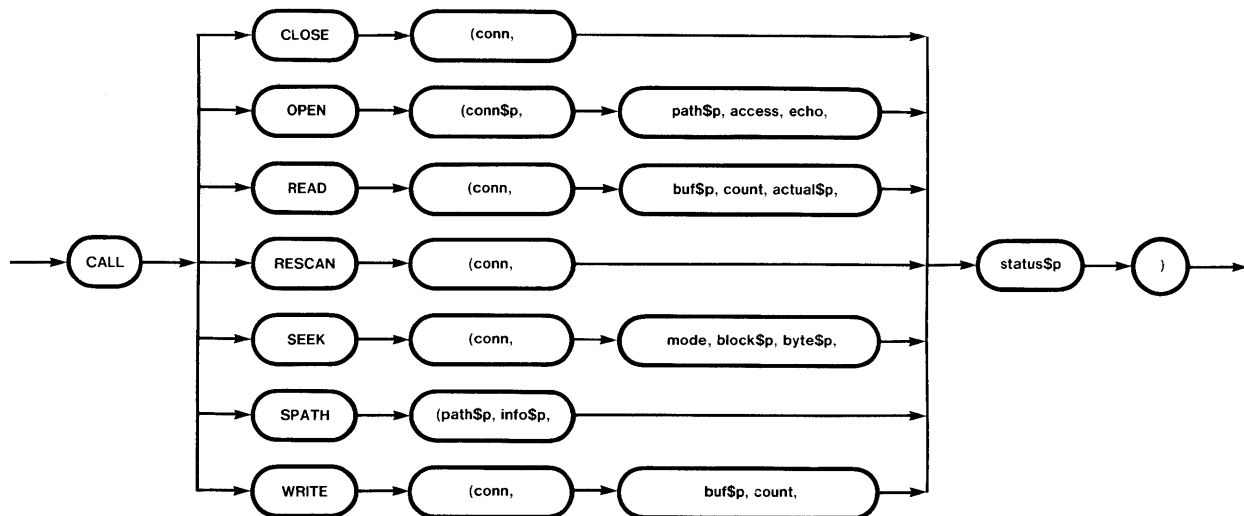 CLOSE (conn,
OPEN (conn$p, path$p, access, echo,
READ (conn, buf$p, count, actual$p,
CALL RESCAN (conn, status$p )
SEEK (conn, mode, block$p, byte$p,
SPATH (path$p, info$p,
WRITE (conn, buf$p, count,